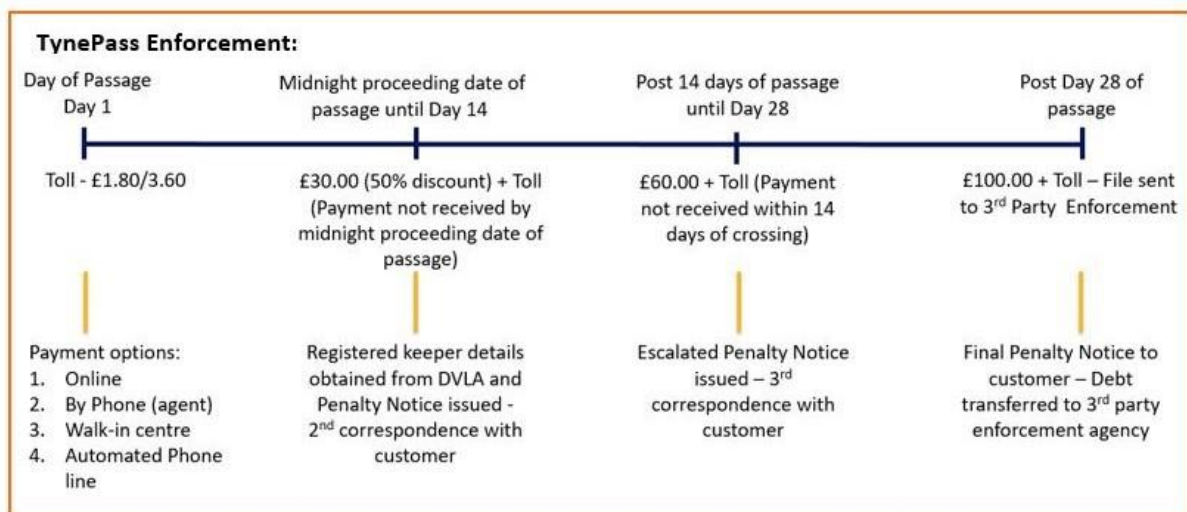 TynePass Enforcement:
Day of Passage
Day 1
Midnight proceeding date of
passage until Day 14
Post 14 days of passage
until Day 28
Post Day 28 of
passage
Toll - £1.80/3.60
£30.00 (50% discount) + Toll
(Payment not received by
midnight proceeding date of
passage)
£60.00 + Toll (Payment
not received within 14
days of crossing)
£100.00 + Toll – File sent
to 3rd Party Enforcement
Payment options:
1. Online
2. By Phone (agent)
3. Walk-in centre
4. Automated Phone
line
Registered keeper details
obtained from DVLA and
Penalty Notice issued -
2nd correspondence with
customer
Escalated Penalty Notice
issued – 3rd
correspondence with
customer
Final Penalty Notice to
customer – Debt
transferred to 3rd party
enforcement agency